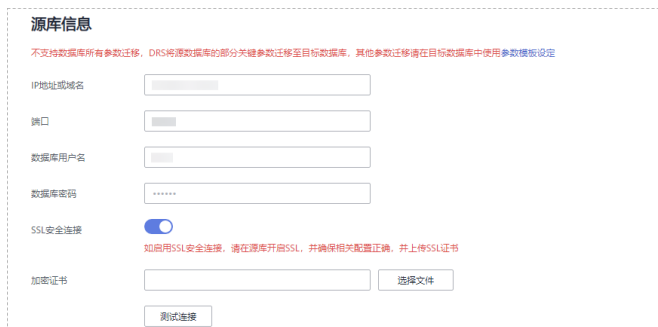 源库信息
不支持数据库所有参数迁移，DRS将源数据库的部分关键参数迁移至目标数据库，其他参数迁移请在目标数据库中使用参数模板设定
IP地址或域名
端口
数据库用户名
数据库密码
••••••
SSL安全连接
如启用SSL安全连接，请在源库开启SSL，并确保相关配置正确，并上传SSL证书
加密证书
选择文件
测试连接